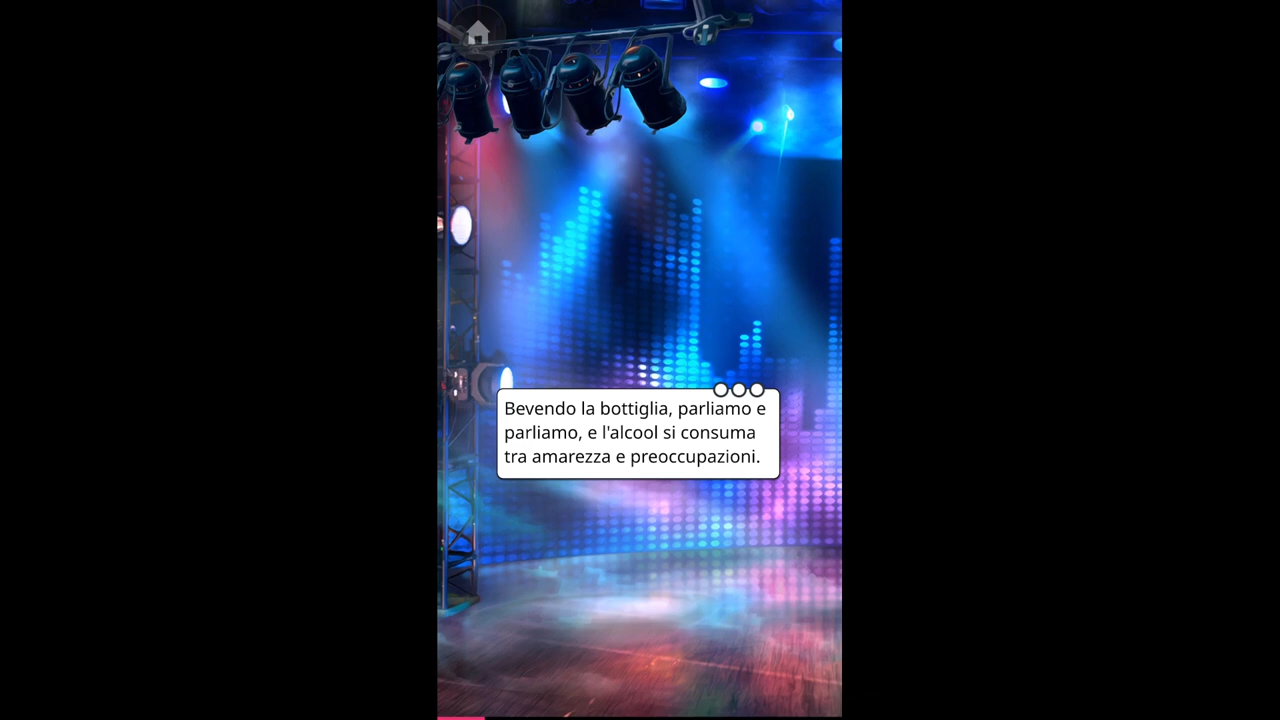 Bevendo la bottiglia, parliamo e
parliamo, e l'alcool si consuma
tra amarezza e preoccupazioni.